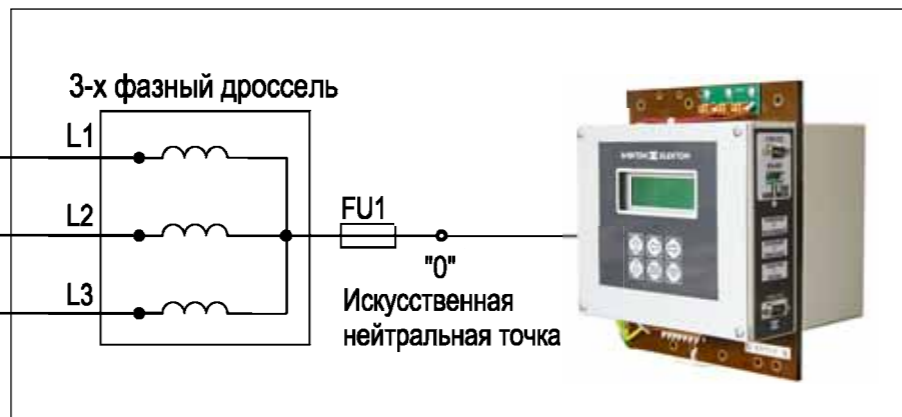 3-х фазный дроссель
L1
L2
FU1
L3
"0"
Искусственная
нейтральная точка